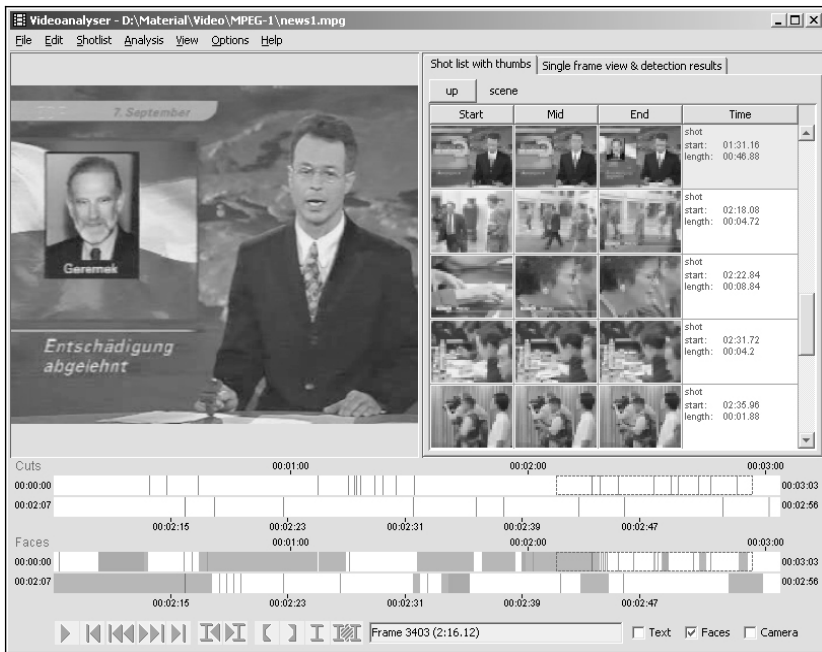 Videoanalyser - D:\Material\Video\MPEG-1\news1.mpg
File Edit Shotlist Analysis View Options Help
7. September
Geremek
Entschädigung
abgelehnt
Shot list with thumbs Single frame view & detection results
up scene
Start Mid End Time
shot
start: 01:31.16
length: 00:46.88
shot
start: 02:18.08
length: 00:04.72
shot
start: 02:22.84
length: 00:08.84
shot
start: 02:31.72
length: 00:04.2
shot
start: 02:35.96
length: 00:01.88
Cuts 00:01:00 00:02:00 00:03:00
00:00:00 00:03:03
00:02:07 00:02:56
00:02:15 00:02:23 00:02:31 00:02:39 00:02:47
Faces 00:01:00 00:02:00 00:03:00
00:00:00 00:03:03
00:02:07 00:02:56
00:02:15 00:02:23 00:02:31 00:02:39 00:02:47
Frame 3403 (2:16.12) Text Faces Camera